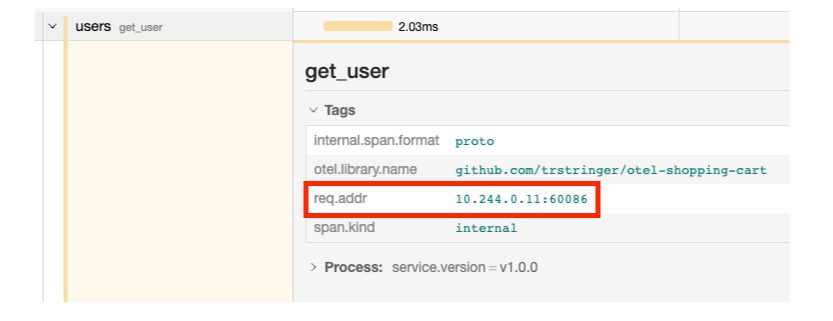 users get_user 2.03ms
get_user
Tags
internal.span.format proto
otel.library.name github.com/trstringer/otel-shopping-cart
req.addr 10.244.0.11:60086
span.kind internal
Process: service.version = v1.0.0